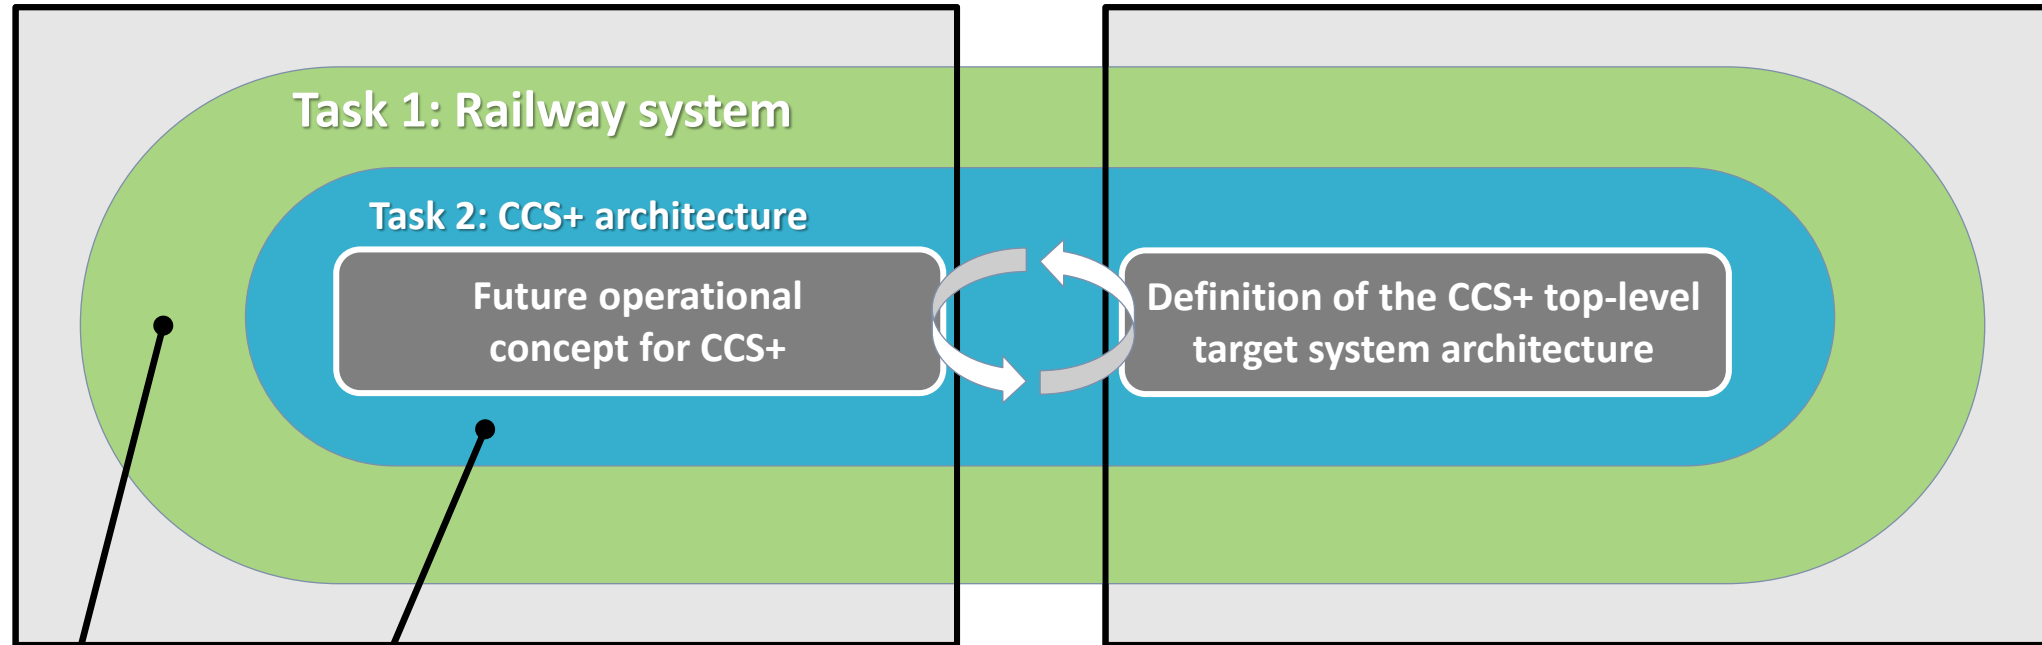 Task 1: Railway system
Task 2: CCS+ architecture
Future operational
concept for CCS+
Definition of the CCS+ top-level
target system architecture